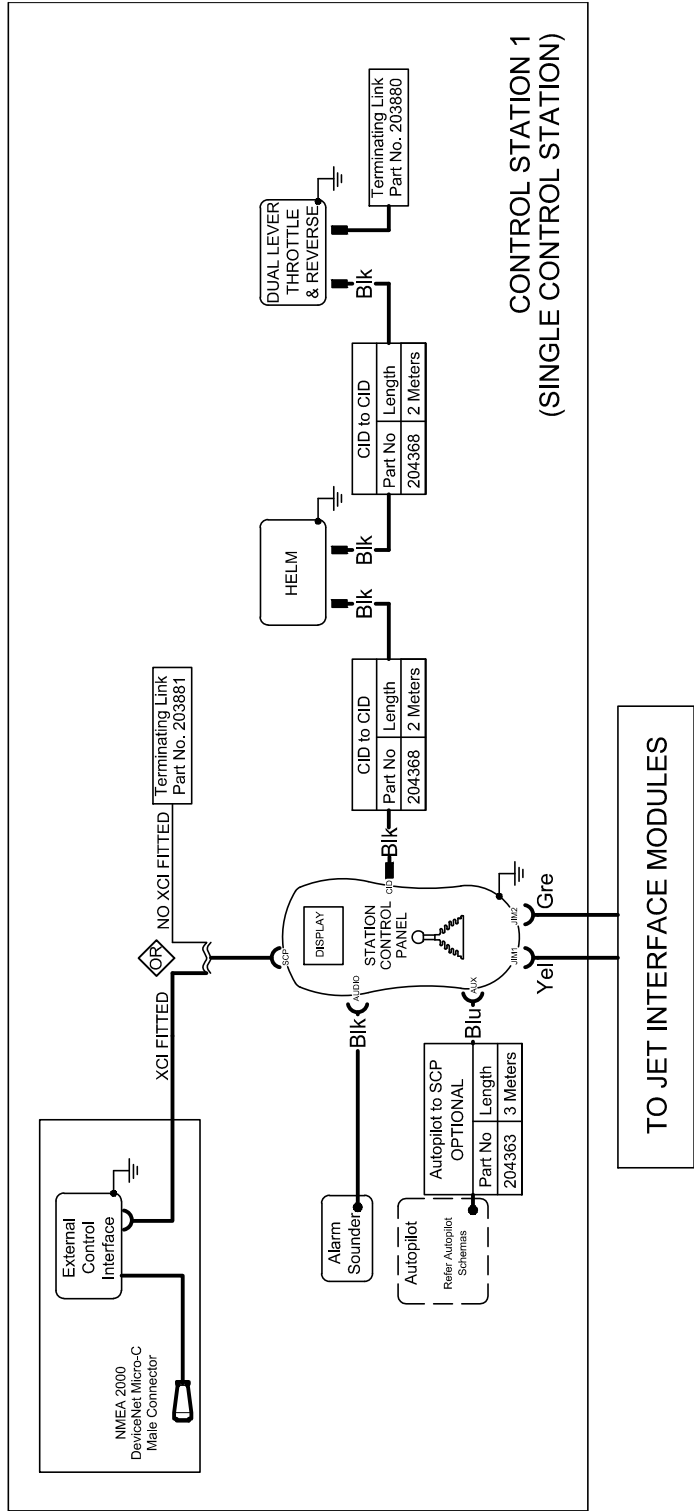 NMEA 2000
DeviceNet Micro-C
Male Connector
External
Control
Interface
XCI FITTED
OR
NO XCI FITTED
Terminating Link
Part No. 203881
Alarm
Sounder
Blk
AUDIO
SCP
DISPLAY
STATION
CONTROL
PANEL
CID
Blk
CID to CID
Part No Length
204368 2 Meters
Blk
HELM
Blk
CID to CID
Part No Length
204368 2 Meters
Blk
DUAL LEVER
THROTTLE
& REVERSE
Terminating Link
Part No. 203880
Autopilot
Refer Autopilot
Schemas
Autopilot to SCP
OPTIONAL
Part No Length
204363 3 Meters
Blu
AUX
JIM1
JIM2
Yel
Gre
CONTROL STATION 1
(SINGLE CONTROL STATION)
TO JET INTERFACE MODULES